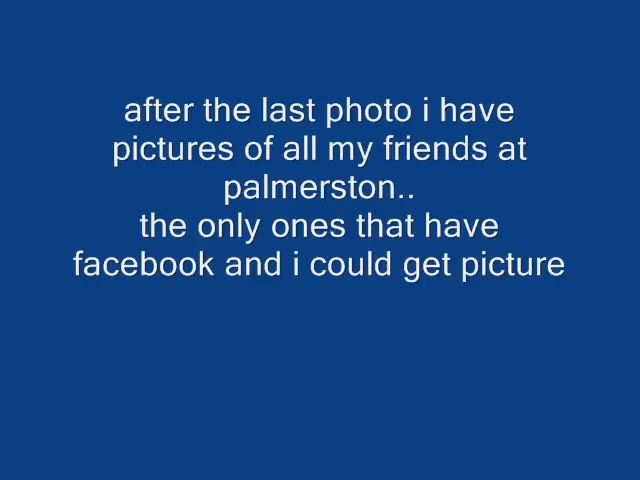 after the last photo i have
pictures of all my friends at
palmerston..
the only ones that have
facebook and i could get picture